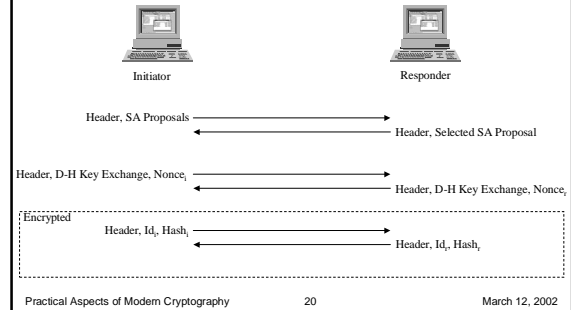 Initiator
Responder
Header, SA Proposals
Header, Selected SA Proposal
Header, D-H Key Exchange, Nonceᵢ
Header, D-H Key Exchange, Nonceᵣ
Encrypted
Header, Idᵢ, Hashᵢ
Header, Idᵣ, Hashᵣ
Practical Aspects of Modern Cryptography 20 March 12, 2002